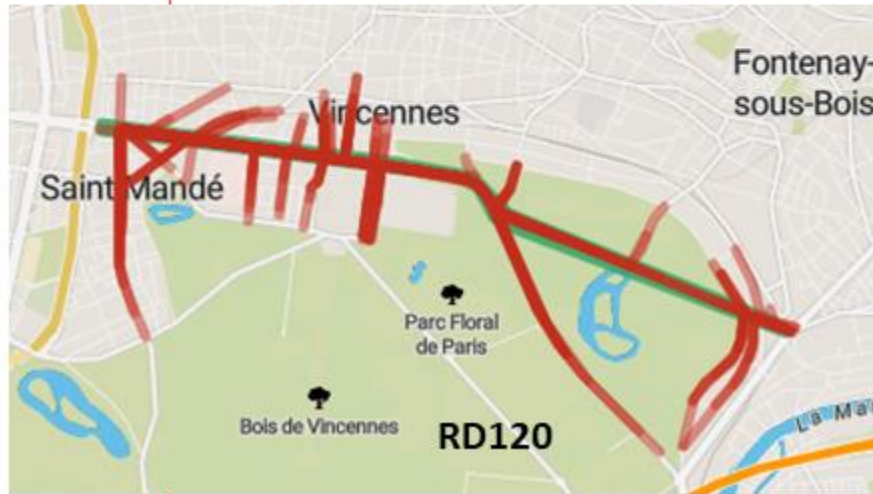 Fontenay-
sous-Bois
Vincennes
Saint Mandé
Parc Floral
de Paris
Bois de Vincennes
RD120
La Ma